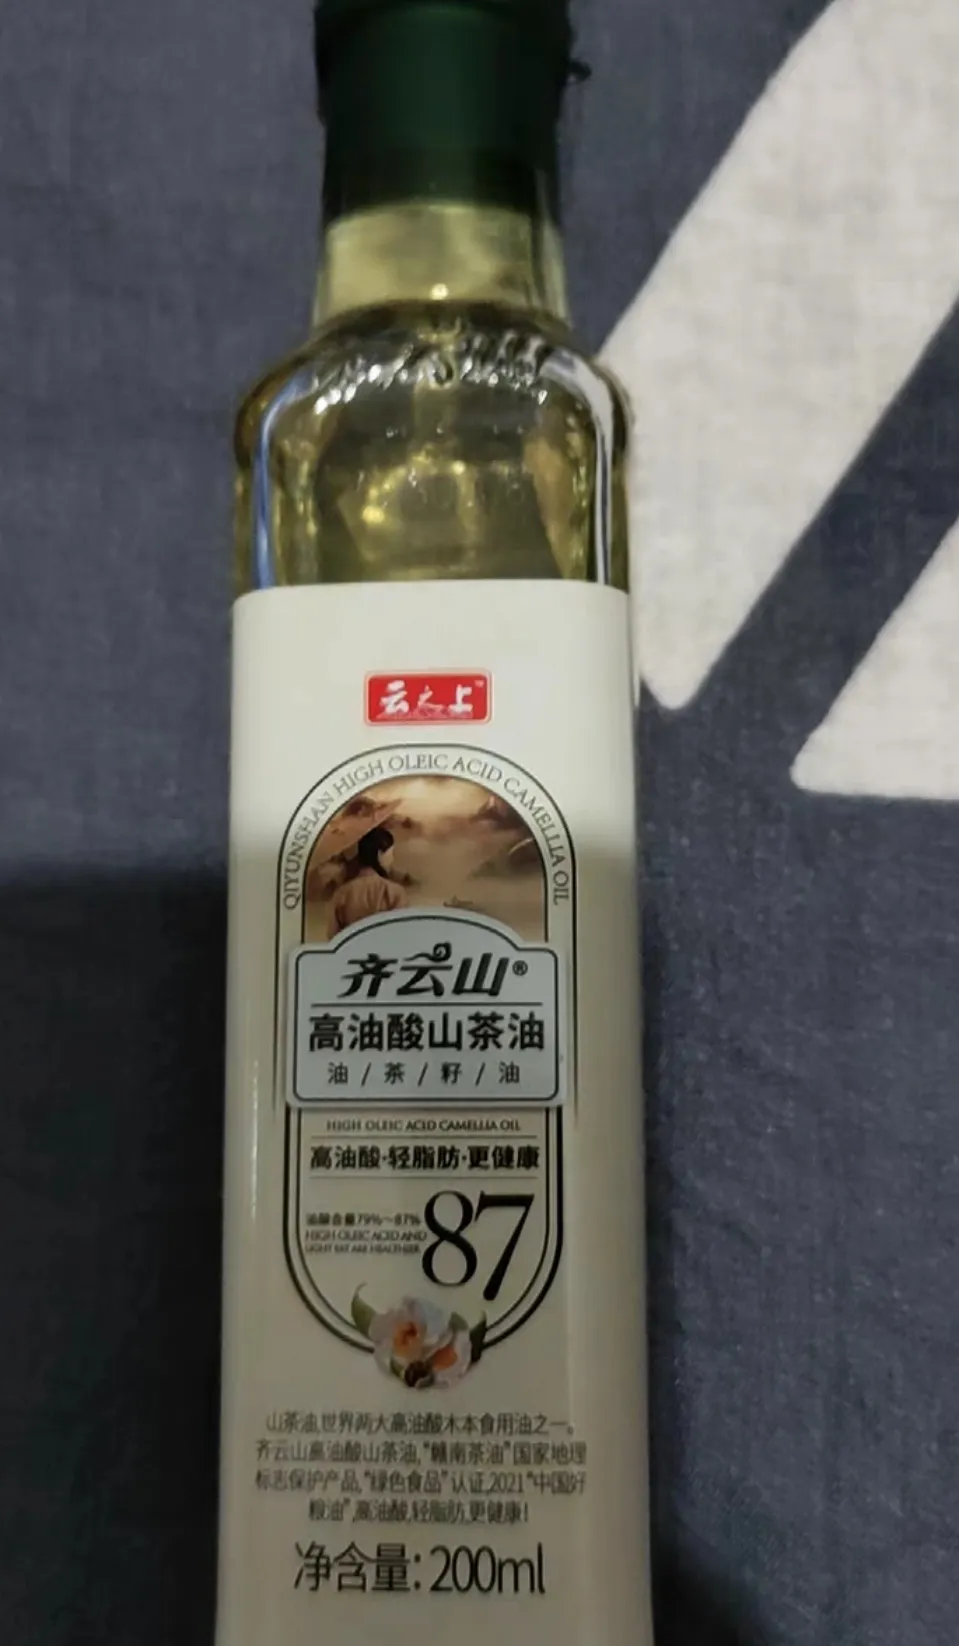 云之上
QIYUNSHAN HIGH OLEIC ACID CAMELLIA OIL
齐云山®
高油酸山茶油
油/茶/籽/油
HIGH OLEIC ACID CAMELLIA OIL
高油酸·轻脂肪·更健康
油酸含量79%~87%
HIGH OLEIC ACID AND
LIGHT FAT ARE HEALTHIER
87
山茶油,世界两大高油酸木本食用油之一。
齐云山高油酸山茶油,“赣南茶油”国家地理
标志保护产品,“绿色食品”认证,2021“中国好
粮油”,高油酸,轻脂肪,更健康!
净含量:200ml